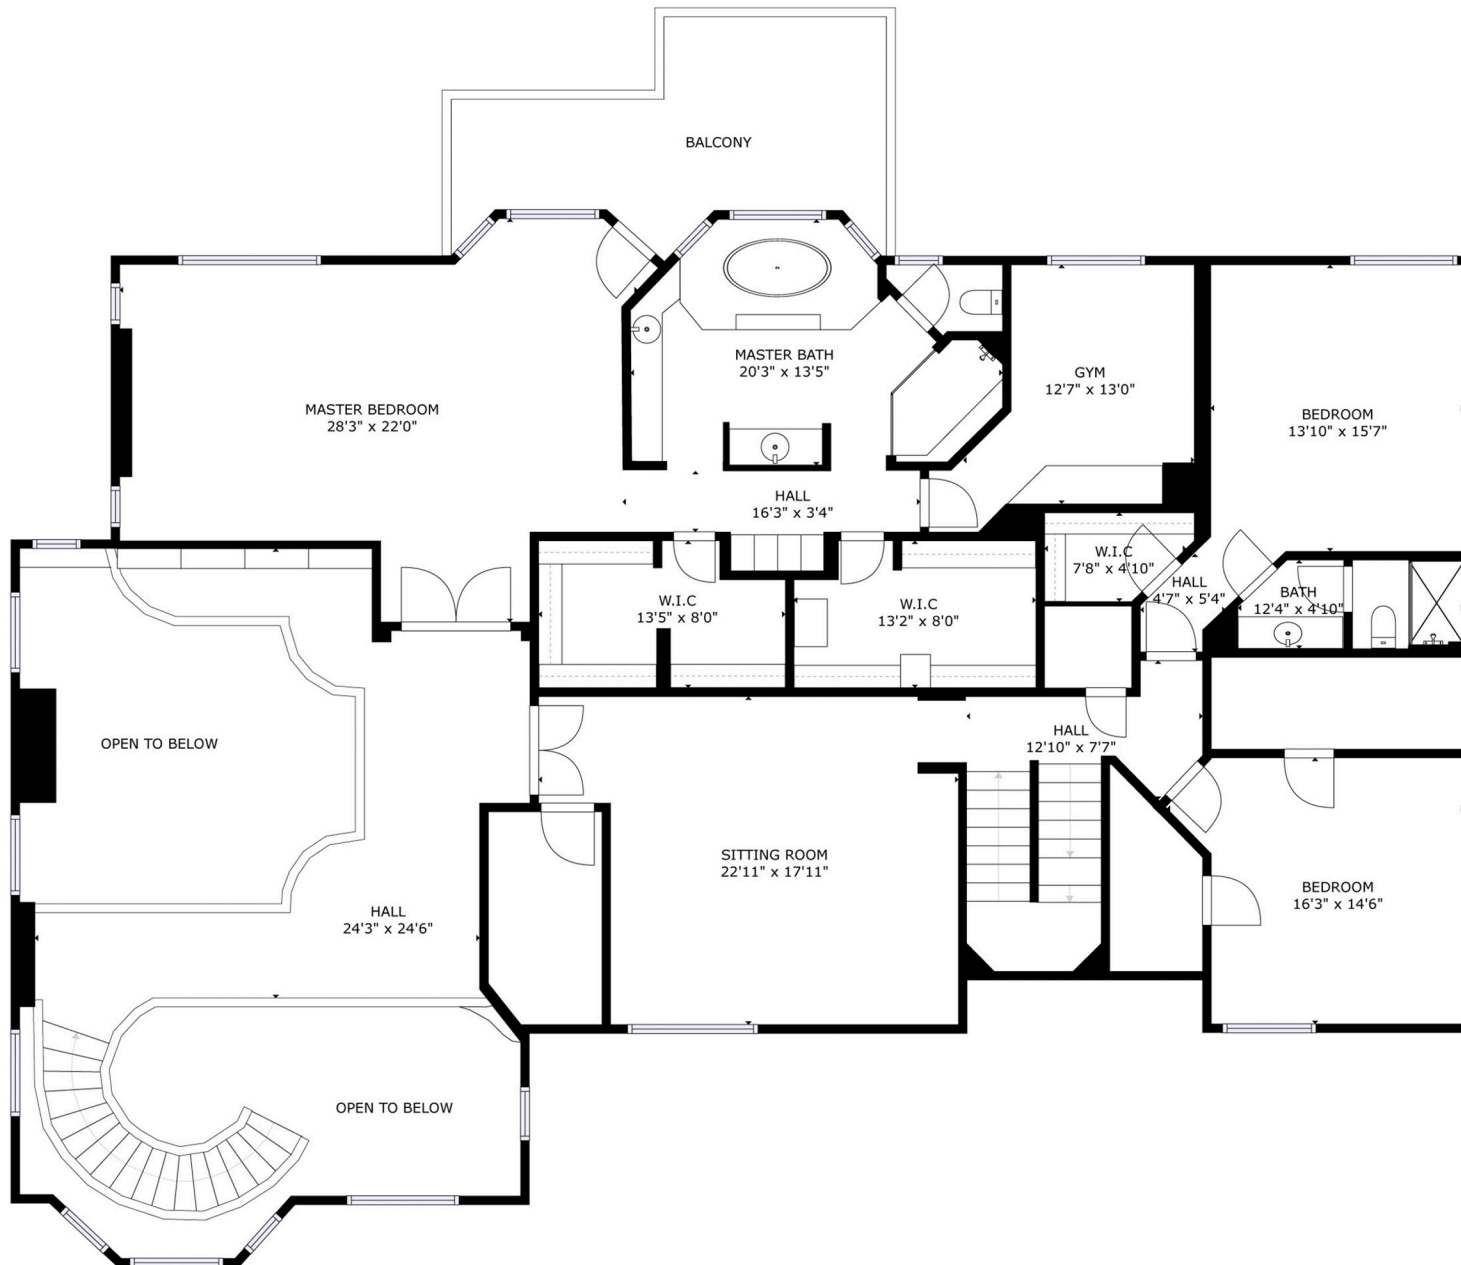 BALCONY
MASTER BEDROOM
28'3" x 22'0"
MASTER BATH
20'3" x 13'5"
GYM
12'7" x 13'0"
BEDROOM
13'10" x 15'7"
HALL
16'3" x 3'4"
W.I.C
13'5" x 8'0"
W.I.C
13'2" x 8'0"
W.I.C
7'8" x 4'10"
HALL
4'7" x 5'4"
BATH
12'4" x 4'10"
OPEN TO BELOW
HALL
24'3" x 24'6"
SITTING ROOM
22'11" x 17'11"
HALL
12'10" x 7'7"
BEDROOM
16'3" x 14'6"
OPEN TO BELOW